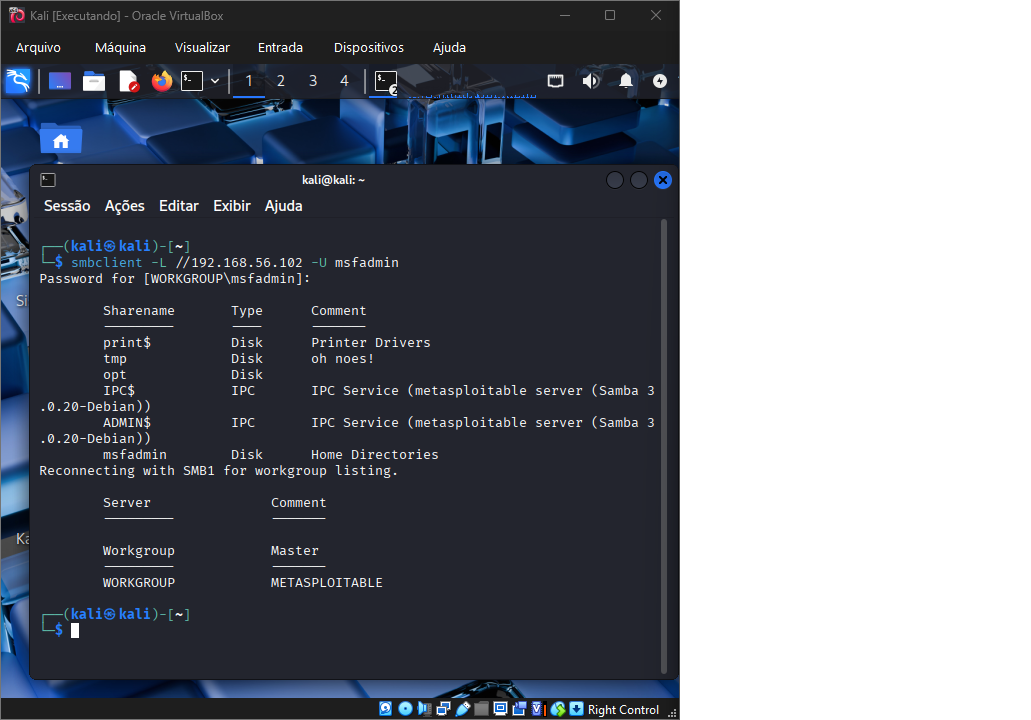 Kali [Executando] - Oracle VirtualBox
Arquivo Máquina Visualizar Entrada Dispositivos Ajuda
1 2 3 4 2
kali@kali: ~
Sessão Ações Editar Exibir Ajuda
┌──(kali㉿kali)-[~]
└─$ smbclient -L //192.168.56.102 -U msfadmin
Password for [WORKGROUP\msfadmin]:
Sharename Type Comment
--------- ---- -------
print$ Disk Printer Drivers
tmp Disk oh noes!
opt Disk
IPC$ IPC IPC Service (metasploitable server (Samba 3
.0.20-Debian))
ADMIN$ IPC IPC Service (metasploitable server (Samba 3
.0.20-Debian))
msfadmin Disk Home Directories
Reconnecting with SMB1 for workgroup listing.
Server Comment
--------- -------
Workgroup Master
--------- -------
WORKGROUP METASPLOITABLE
┌──(kali㉿kali)-[~]
└─$
Si
Ka
Right Control